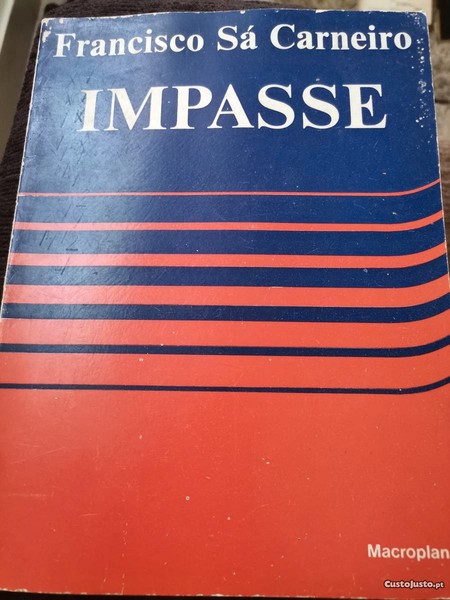 Francisco Sá Carneiro
IMPASSE
Macroplan
CustoJusto.pt